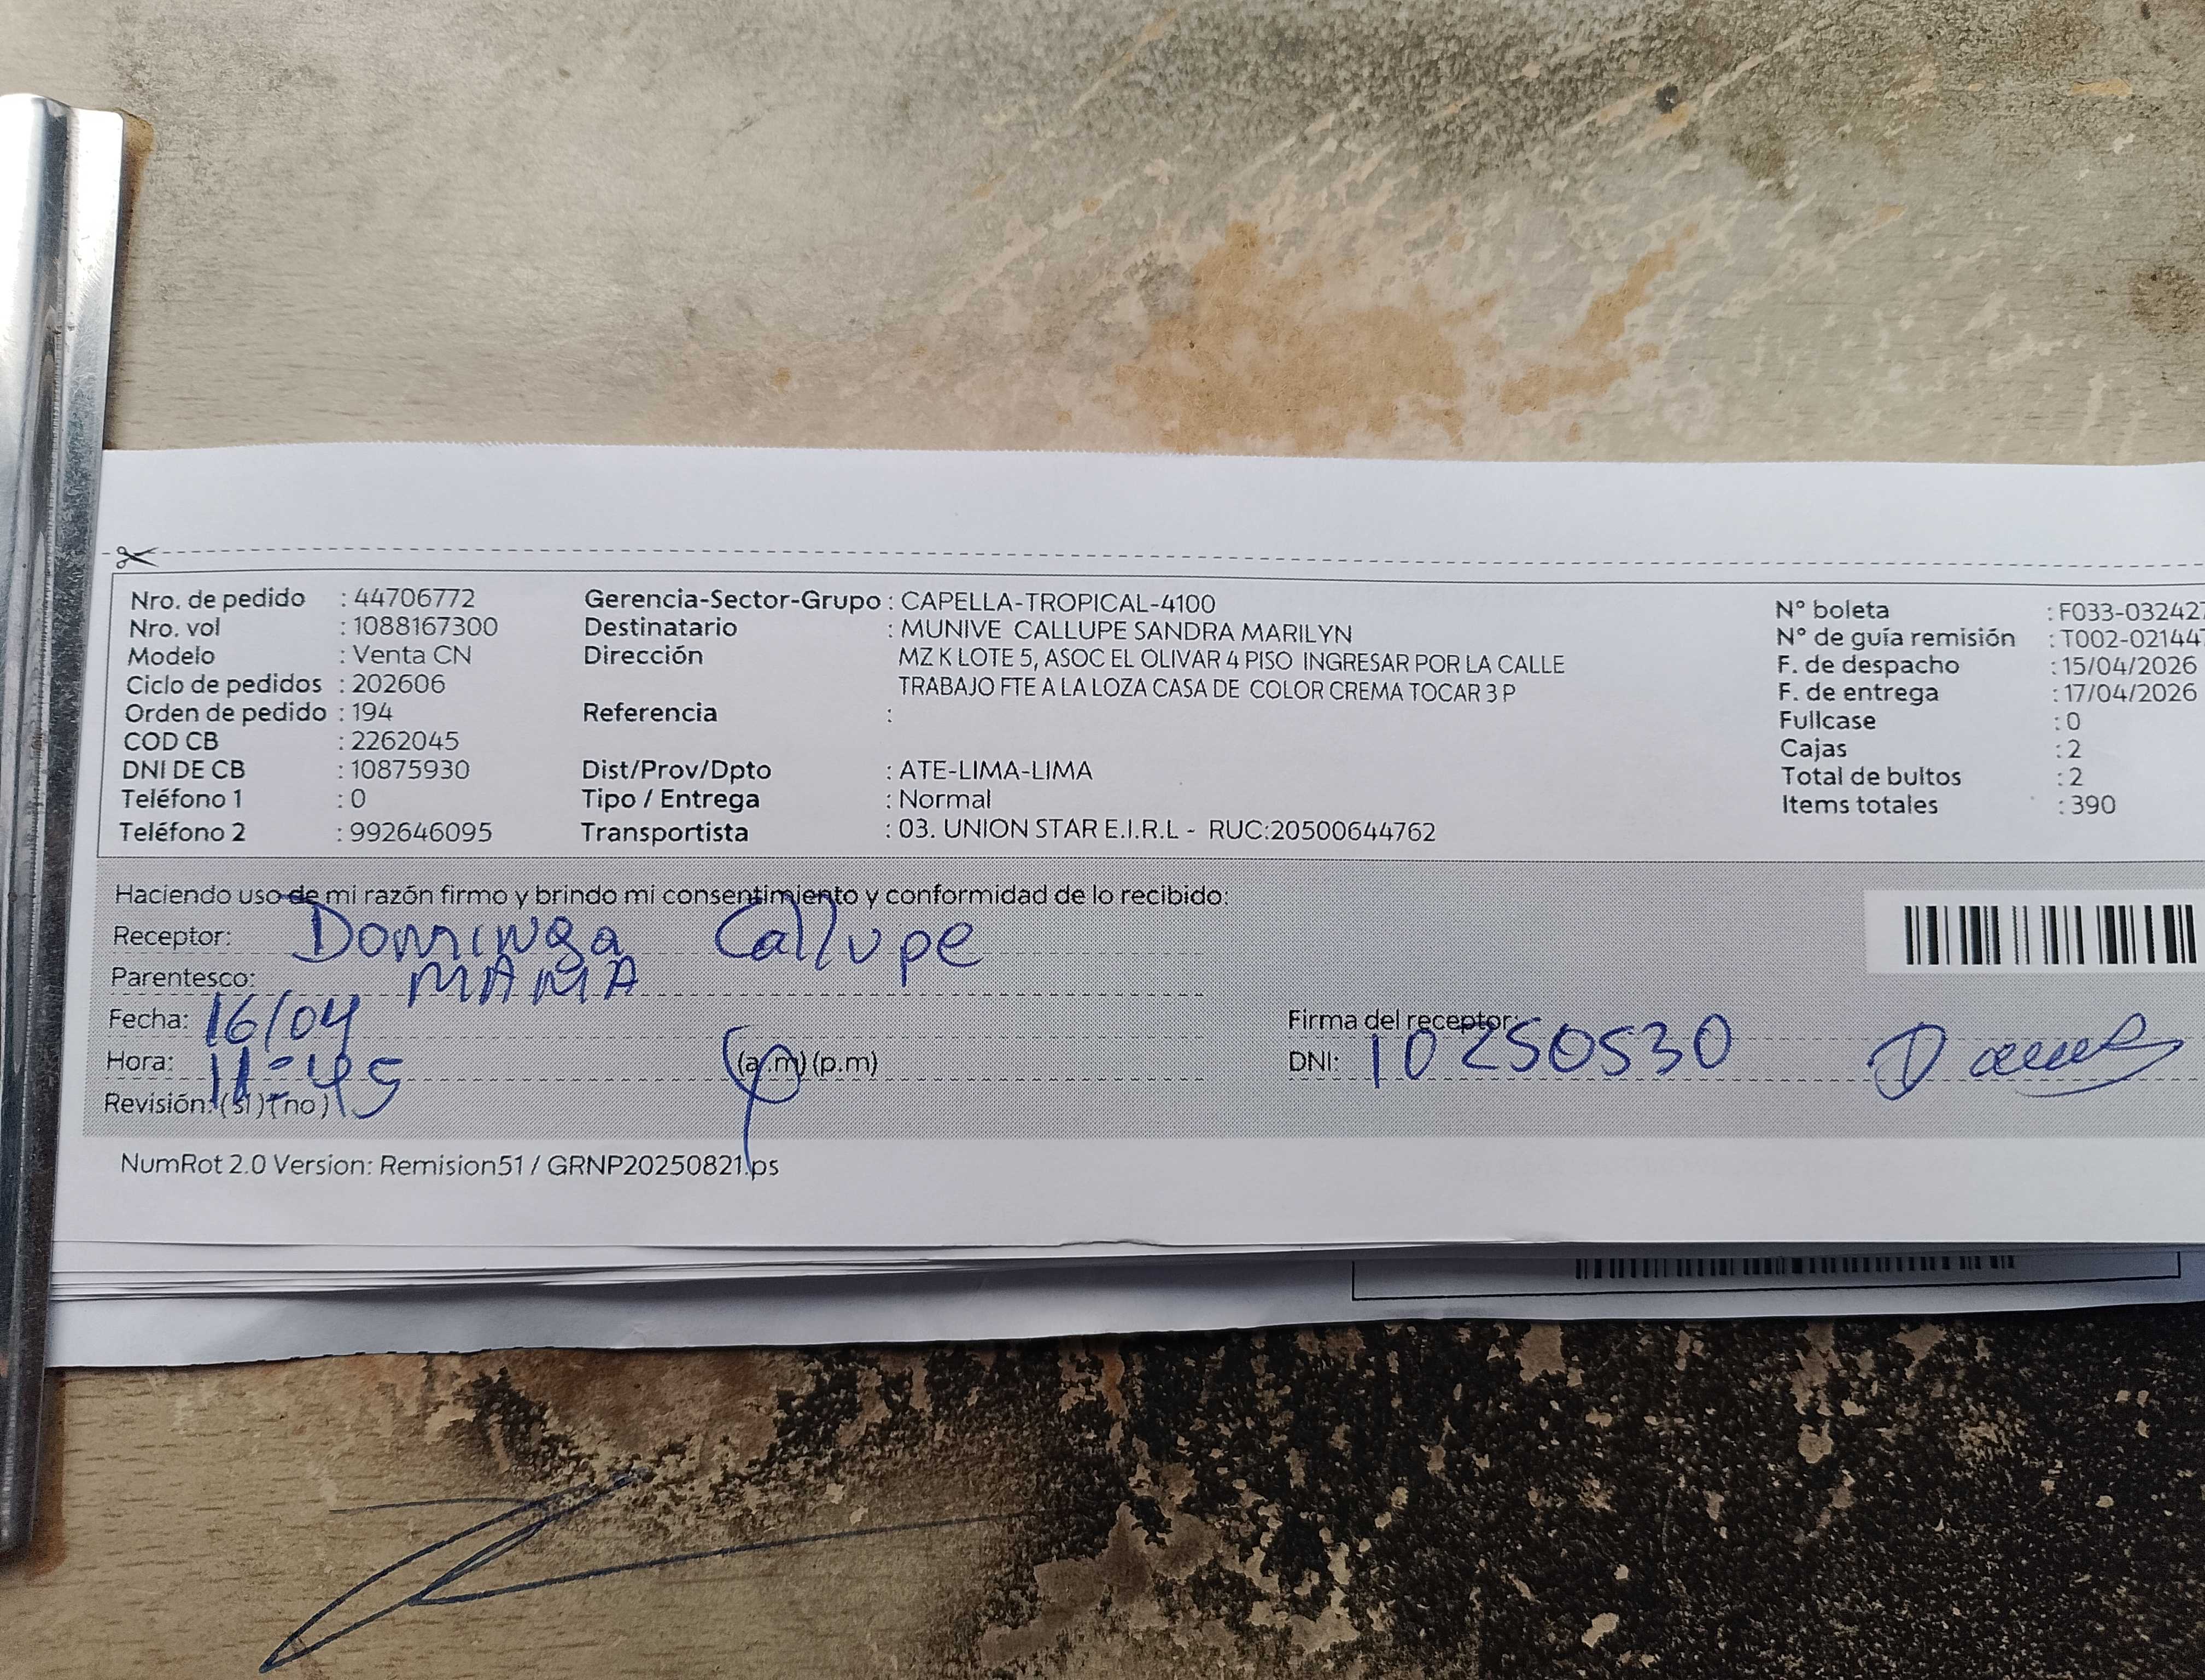 Nro. de pedido : 44706772
Nro. vol : 1088167300
Modelo : Venta CN
Ciclo de pedidos : 202606
Orden de pedido : 194
COD CB : 2262045
DNI DE CB : 10875930
Teléfono 1 : 0
Teléfono 2 : 992646095
Gerencia-Sector-Grupo : CAPELLA-TROPICAL-4100
Destinatario : MUNIVE CALLUPE SANDRA MARILYN
Dirección MZ K LOTE 5, ASOC EL OLIVAR 4 PISO INGRESAR POR LA CALLE
TRABAJO FTE A LA LOZA CASA DE COLOR CREMA TOCAR 3 P
Referencia :
Dist/Prov/Dpto : ATE-LIMA-LIMA
Tipo / Entrega : Normal
Transportista : 03. UNION STAR E.I.R.L - RUC:20500644762
N° boleta : F033-032427
N° de guía remisión : T002-021447
F. de despacho : 15/04/2026
F. de entrega : 17/04/2026
Fullcase : 0
Cajas : 2
Total de bultos : 2
Items totales : 390
Haciendo uso de mi razón firmo y brindo mi consentimiento y conformidad de lo recibido:
Receptor: Dominga Callupe
Parentesco: MAMA
Fecha: 16/04
Hora: 11:45 (a.m) (p.m)
Revisión: (si) (no)
Firma del receptor:
DNI: 10250530
NumRot 2.0 Version: Remision51 / GRNP20250821.ps